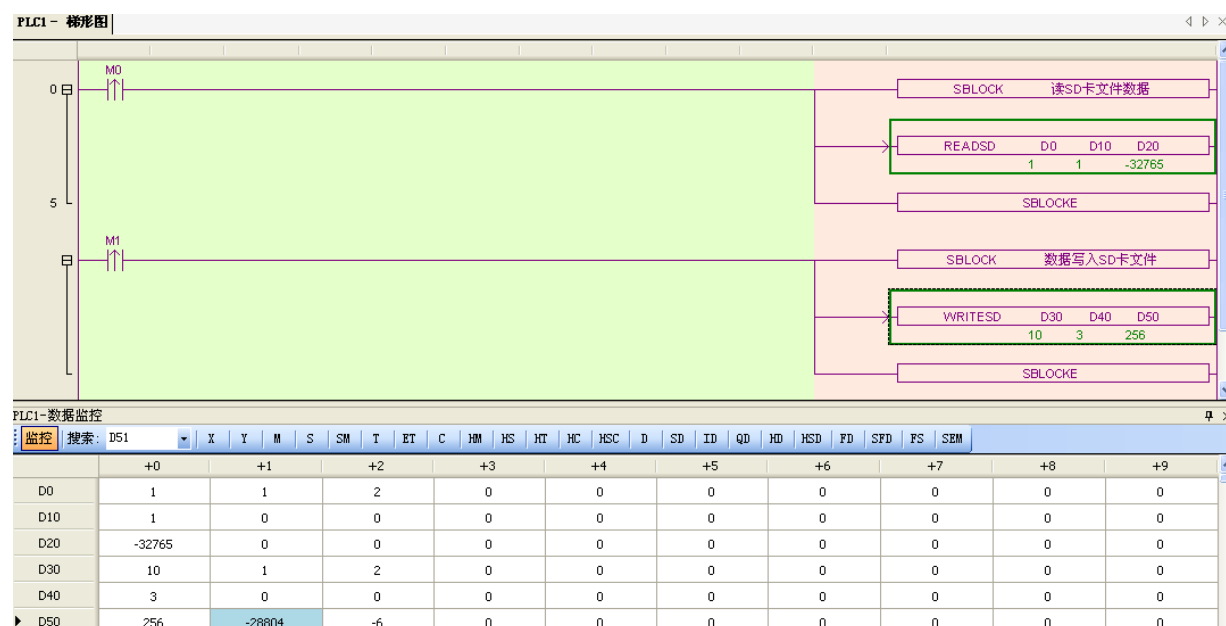 PLC1 - 梯形图
M0
0
SBLOCK 读SD卡文件数据
READSD D0 D10 D20
1 1 -32765
5
SBLOCKE
M1
SBLOCK 数据写入SD卡文件
WRITESD D30 D40 D50
10 3 256
SBLOCKE
PLC1-数据监控
监控 搜索: D51 X Y M S SM T ET C HM HS HT HC HSC D SD ID QD HD HSD FD SFD FS SEM
+0 +1 +2 +3 +4 +5 +6 +7 +8 +9
D0 1 1 2 0 0 0 0 0 0 0
D10 1 0 0 0 0 0 0 0 0 0
D20 -32765 0 0 0 0 0 0 0 0 0
D30 10 1 2 0 0 0 0 0 0 0
D40 3 0 0 0 0 0 0 0 0 0
D50 256 -28804 -6 0 0 0 0 0 0 0